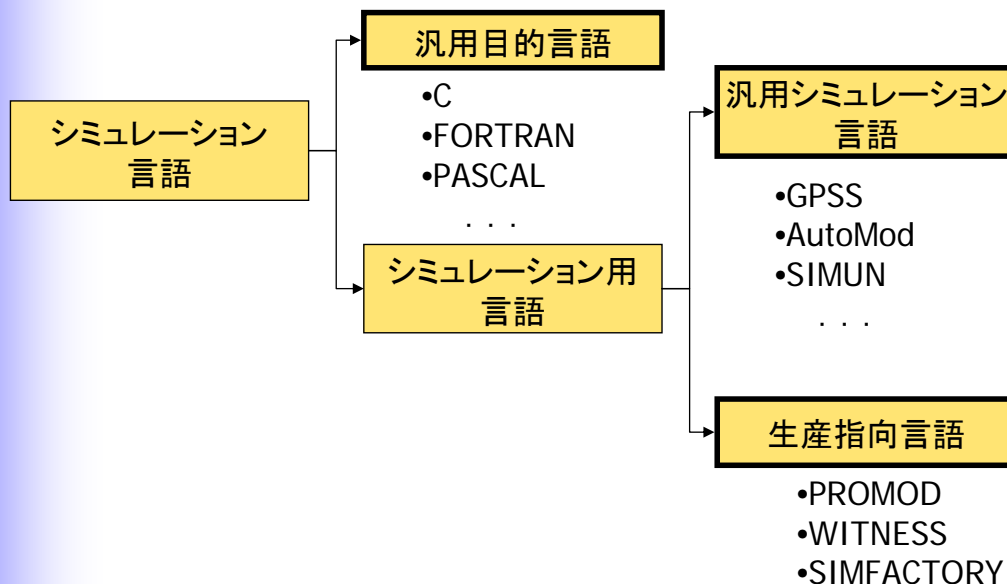 シミュレーション
言語
汎用目的言語
•C
•FORTRAN
•PASCAL
. . .
シミュレーション用
言語
汎用シミュレーション
言語
•GPSS
•AutoMod
•SIMUN
. . .
生産指向言語
•PROMOD
•WITNESS
•SIMFACTORY